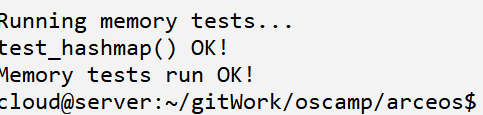 Running memory tests...
test_hashmap() OK!
Memory tests run OK!
cloud@server:~/gitWork/oscamp/arceos$